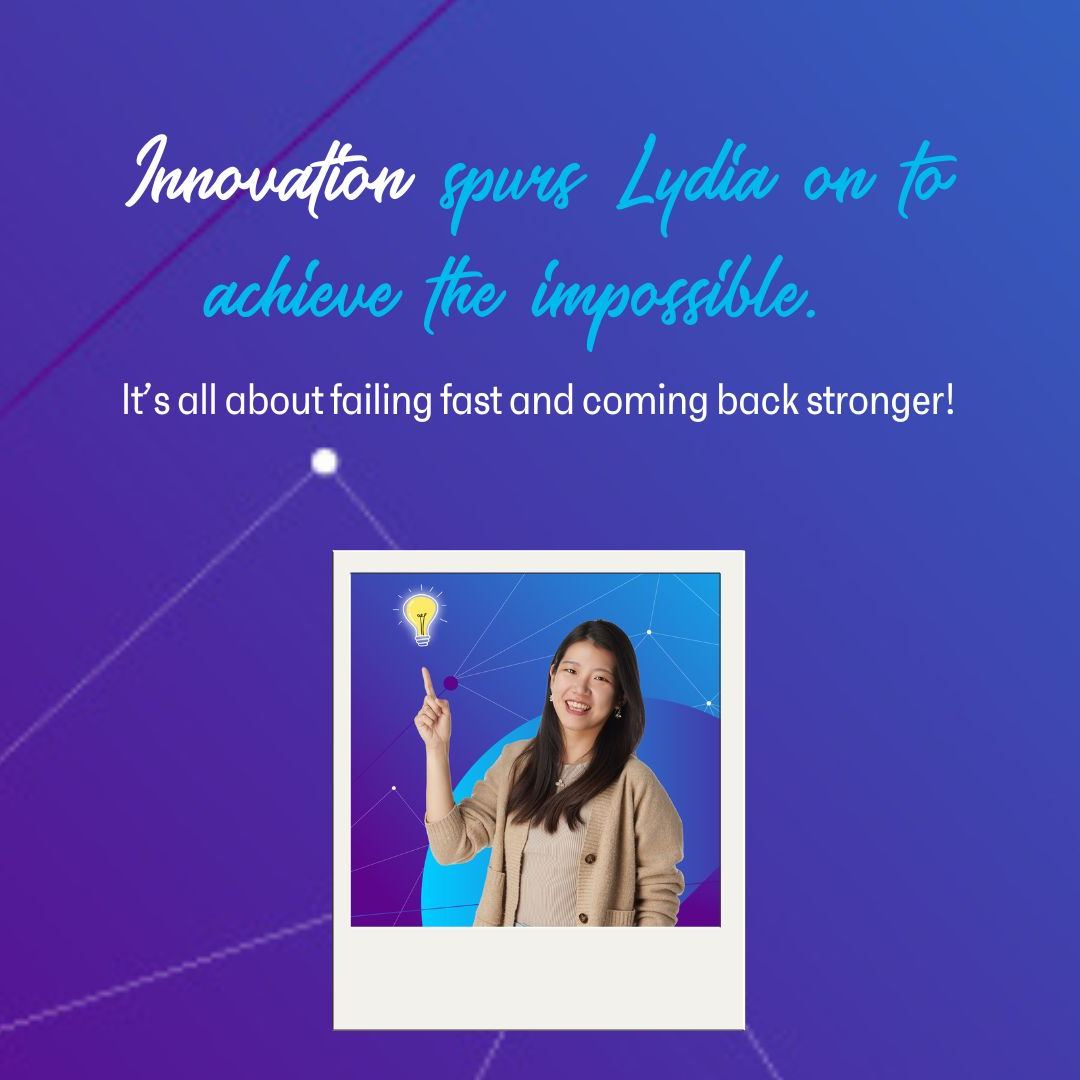 Innovation spurs Lydia on to
achieve the impossible.
It’s all about failing fast and coming back stronger!